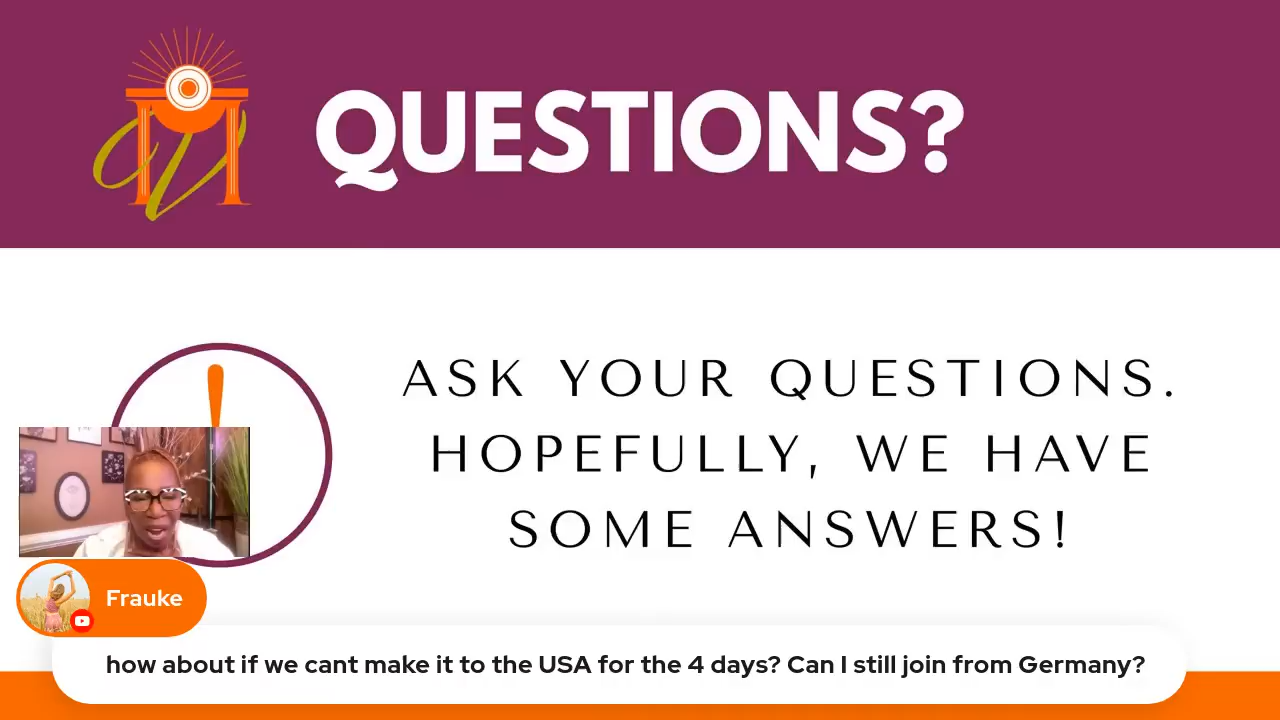 QUESTIONS?
ASK YOUR QUESTIONS.
HOPEFULLY, WE HAVE
SOME ANSWERS!
Frauke
how about if we cant make it to the USA for the 4 days? Can I still join from Germany?